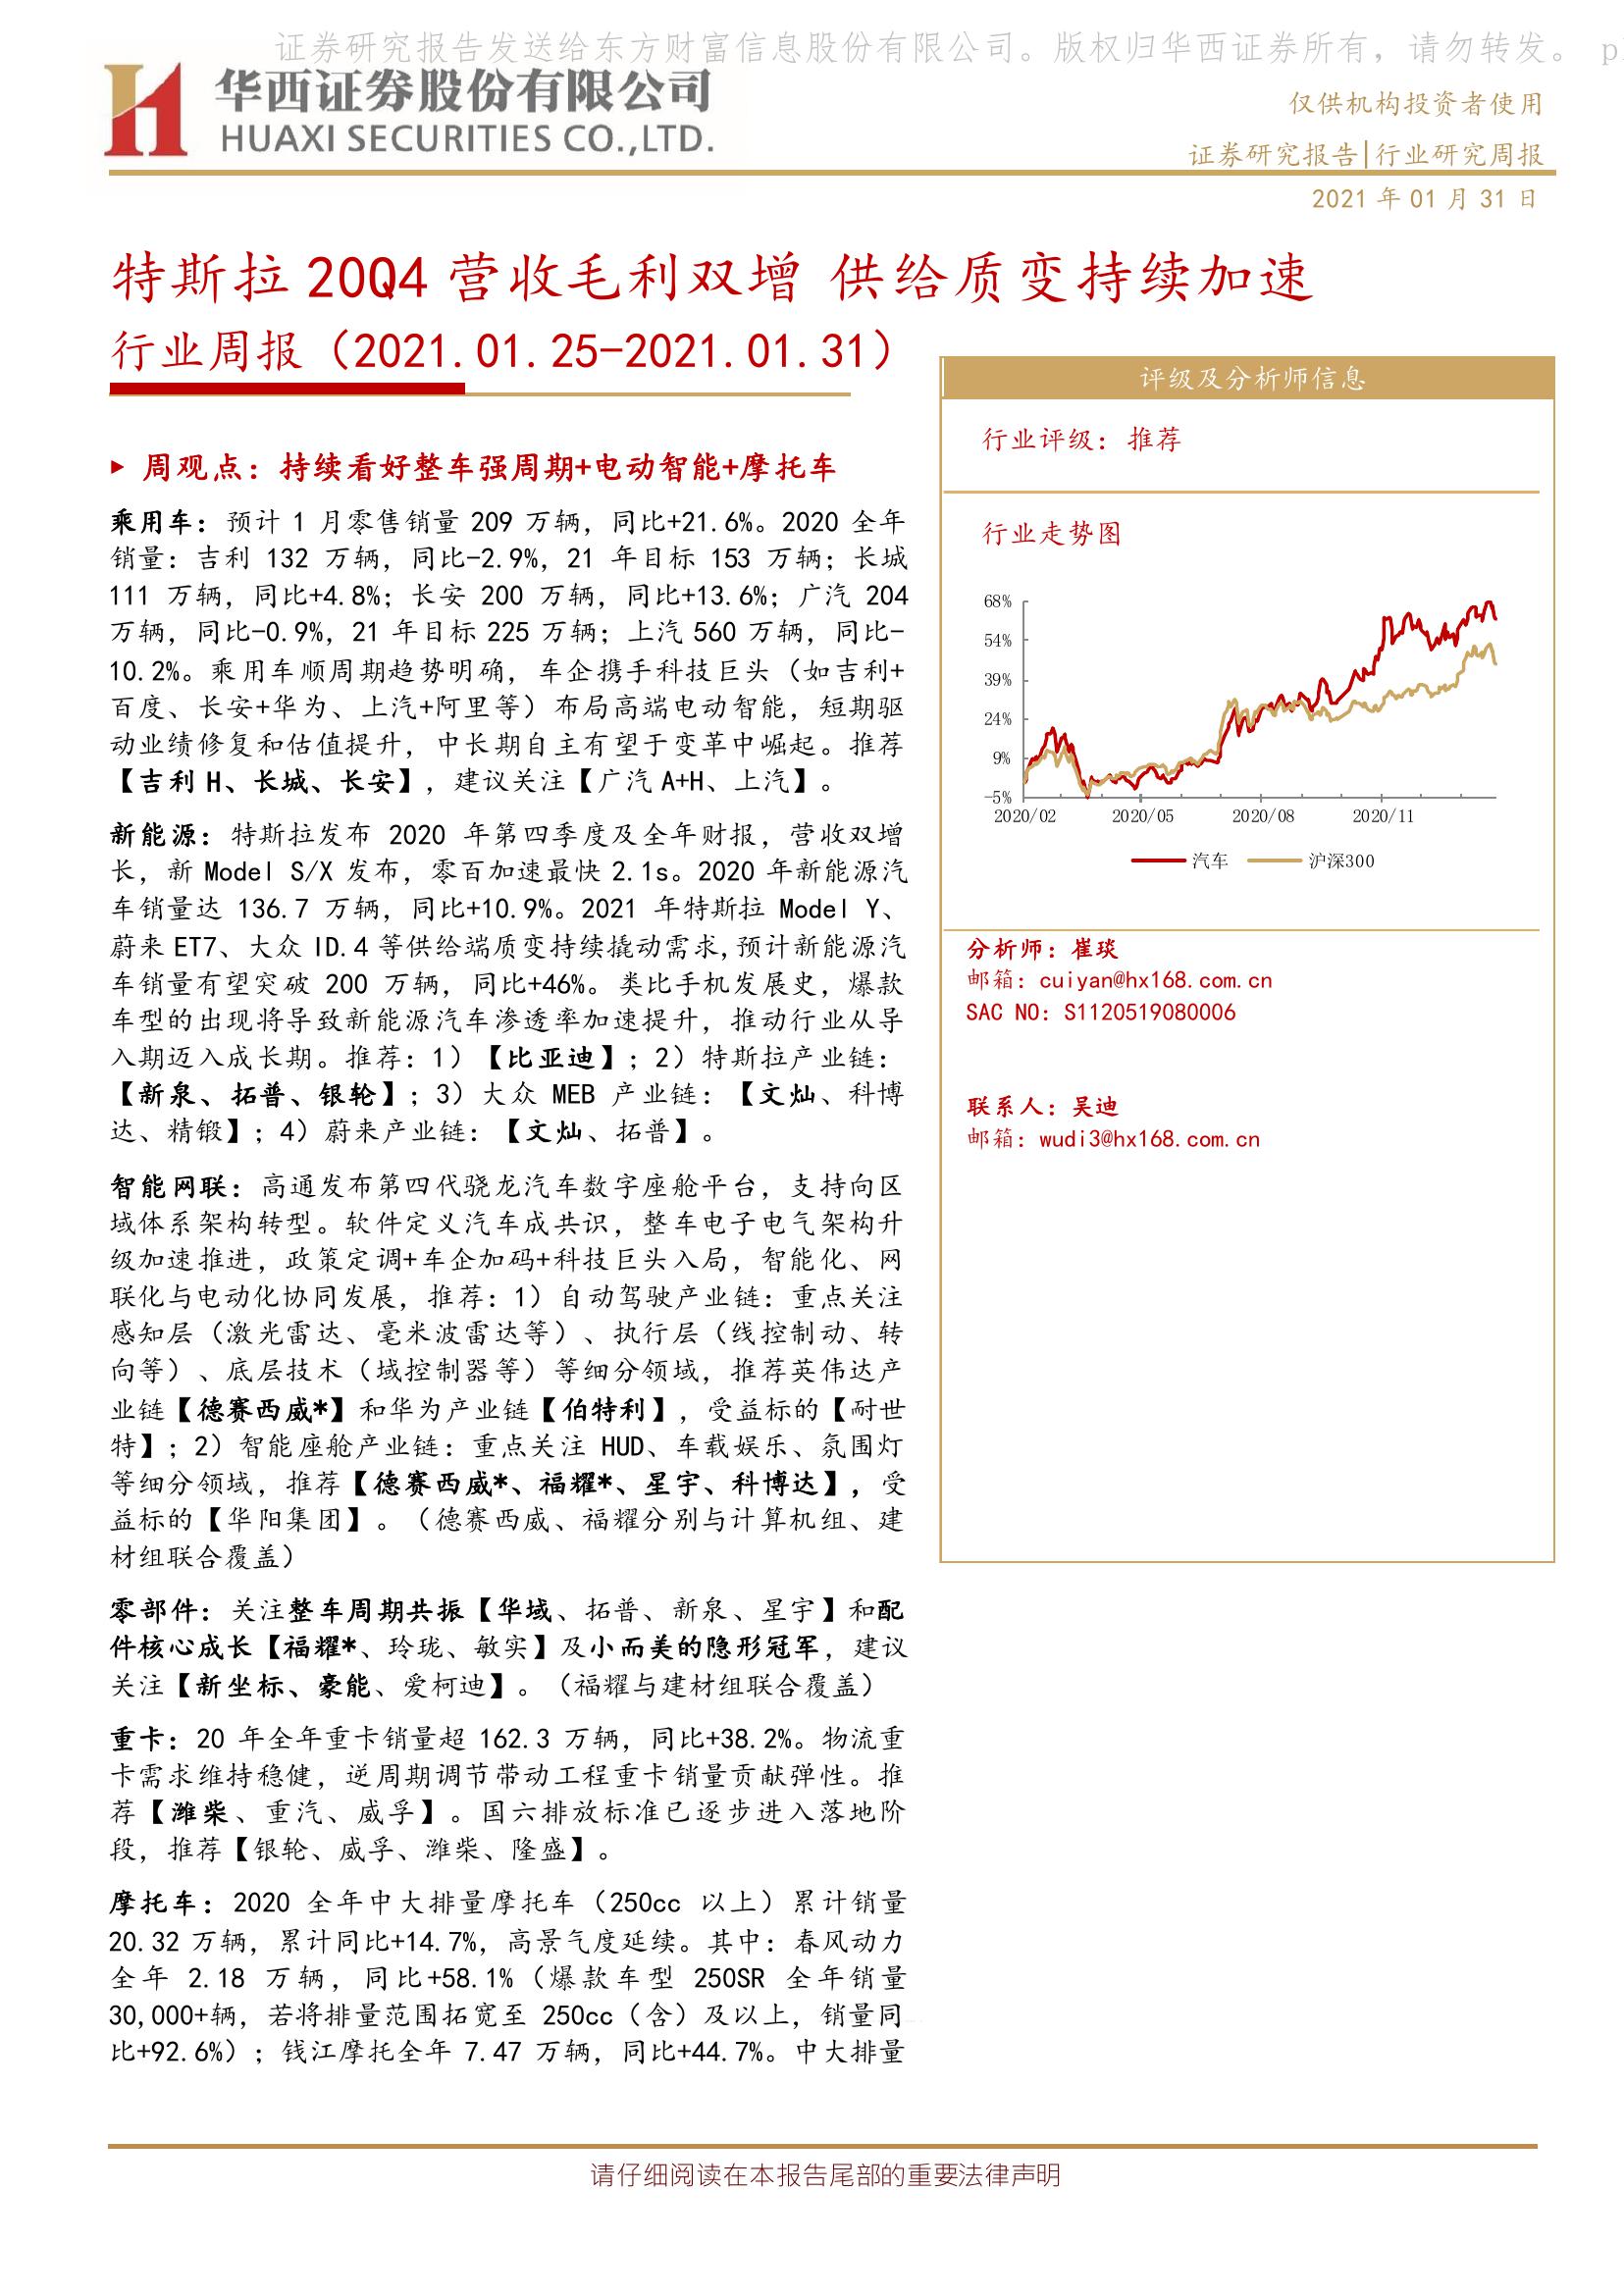 证券研究报告发送给东方财富信息股份有限公司。版权归华西证券所有，请勿转发。 p
华西证券股份有限公司
HUAXI SECURITIES CO.,LTD.
仅供机构投资者使用
证券研究报告|行业研究周报
2021 年 01 月 31 日
特斯拉 20Q4 营收毛利双增 供给质变持续加速
行业周报（2021.01.25-2021.01.31）
▶ 周观点：持续看好整车强周期+电动智能+摩托车
乘用车：预计 1 月零售销量 209 万辆，同比+21.6%。2020 全年
销量：吉利 132 万辆，同比-2.9%，21 年目标 153 万辆；长城
111 万辆，同比+4.8%；长安 200 万辆，同比+13.6%；广汽 204
万辆，同比-0.9%，21 年目标 225 万辆；上汽 560 万辆，同比-
10.2%。乘用车顺周期趋势明确，车企携手科技巨头（如吉利+
百度、长安+华为、上汽+阿里等）布局高端电动智能，短期驱
动业绩修复和估值提升，中长期自主有望于变革中崛起。推荐
【吉利 H、长城、长安】，建议关注【广汽 A+H、上汽】。
新能源：特斯拉发布 2020 年第四季度及全年财报，营收双增
长，新 Model S/X 发布，零百加速最快 2.1s。2020 年新能源汽
车销量达 136.7 万辆，同比+10.9%。2021 年特斯拉 Model Y、
蔚来 ET7、大众 ID.4 等供给端质变持续撬动需求,预计新能源汽
车销量有望突破 200 万辆，同比+46%。类比手机发展史，爆款
车型的出现将导致新能源汽车渗透率加速提升，推动行业从导
入期迈入成长期。推荐：1）【比亚迪】；2）特斯拉产业链：
【新泉、拓普、银轮】；3）大众 MEB 产业链：【文灿、科博
达、精锻】；4）蔚来产业链：【文灿、拓普】。
智能网联：高通发布第四代骁龙汽车数字座舱平台，支持向区
域体系架构转型。软件定义汽车成共识，整车电子电气架构升
级加速推进，政策定调+车企加码+科技巨头入局，智能化、网
联化与电动化协同发展，推荐：1）自动驾驶产业链：重点关注
感知层（激光雷达、毫米波雷达等）、执行层（线控制动、转
向等）、底层技术（域控制器等）等细分领域，推荐英伟达产
业链【德赛西威*】和华为产业链【伯特利】，受益标的【耐世
特】；2）智能座舱产业链：重点关注 HUD、车载娱乐、氛围灯
等细分领域，推荐【德赛西威*、福耀*、星宇、科博达】，受
益标的【华阳集团】。（德赛西威、福耀分别与计算机组、建
材组联合覆盖）
零部件：关注整车周期共振【华域、拓普、新泉、星宇】和配
件核心成长【福耀*、玲珑、敏实】及小而美的隐形冠军，建议
关注【新坐标、豪能、爱柯迪】。（福耀与建材组联合覆盖）
重卡：20 年全年重卡销量超 162.3 万辆，同比+38.2%。物流重
卡需求维持稳健，逆周期调节带动工程重卡销量贡献弹性。推
荐【潍柴、重汽、威孚】。国六排放标准已逐步进入落地阶
段，推荐【银轮、威孚、潍柴、隆盛】。
摩托车：2020 全年中大排量摩托车（250cc 以上）累计销量
20.32 万辆，累计同比+14.7%，高景气度延续。其中：春风动力
全年 2.18 万辆，同比+58.1%（爆款车型 250SR 全年销量
30,000+辆，若将排量范围拓宽至 250cc（含）及以上，销量同
比+92.6%）；钱江摩托全年 7.47 万辆，同比+44.7%。中大排量
评级及分析师信息
行业评级：推荐
行业走势图
68%
54%
39%
24%
9%
-5%
2020/02 2020/05 2020/08 2020/11
汽车 沪深300
分析师：崔琰
邮箱：cuiyan@hx168.com.cn
SAC NO：S1120519080006
联系人：吴迪
邮箱：wudi3@hx168.com.cn
请仔细阅读在本报告尾部的重要法律声明